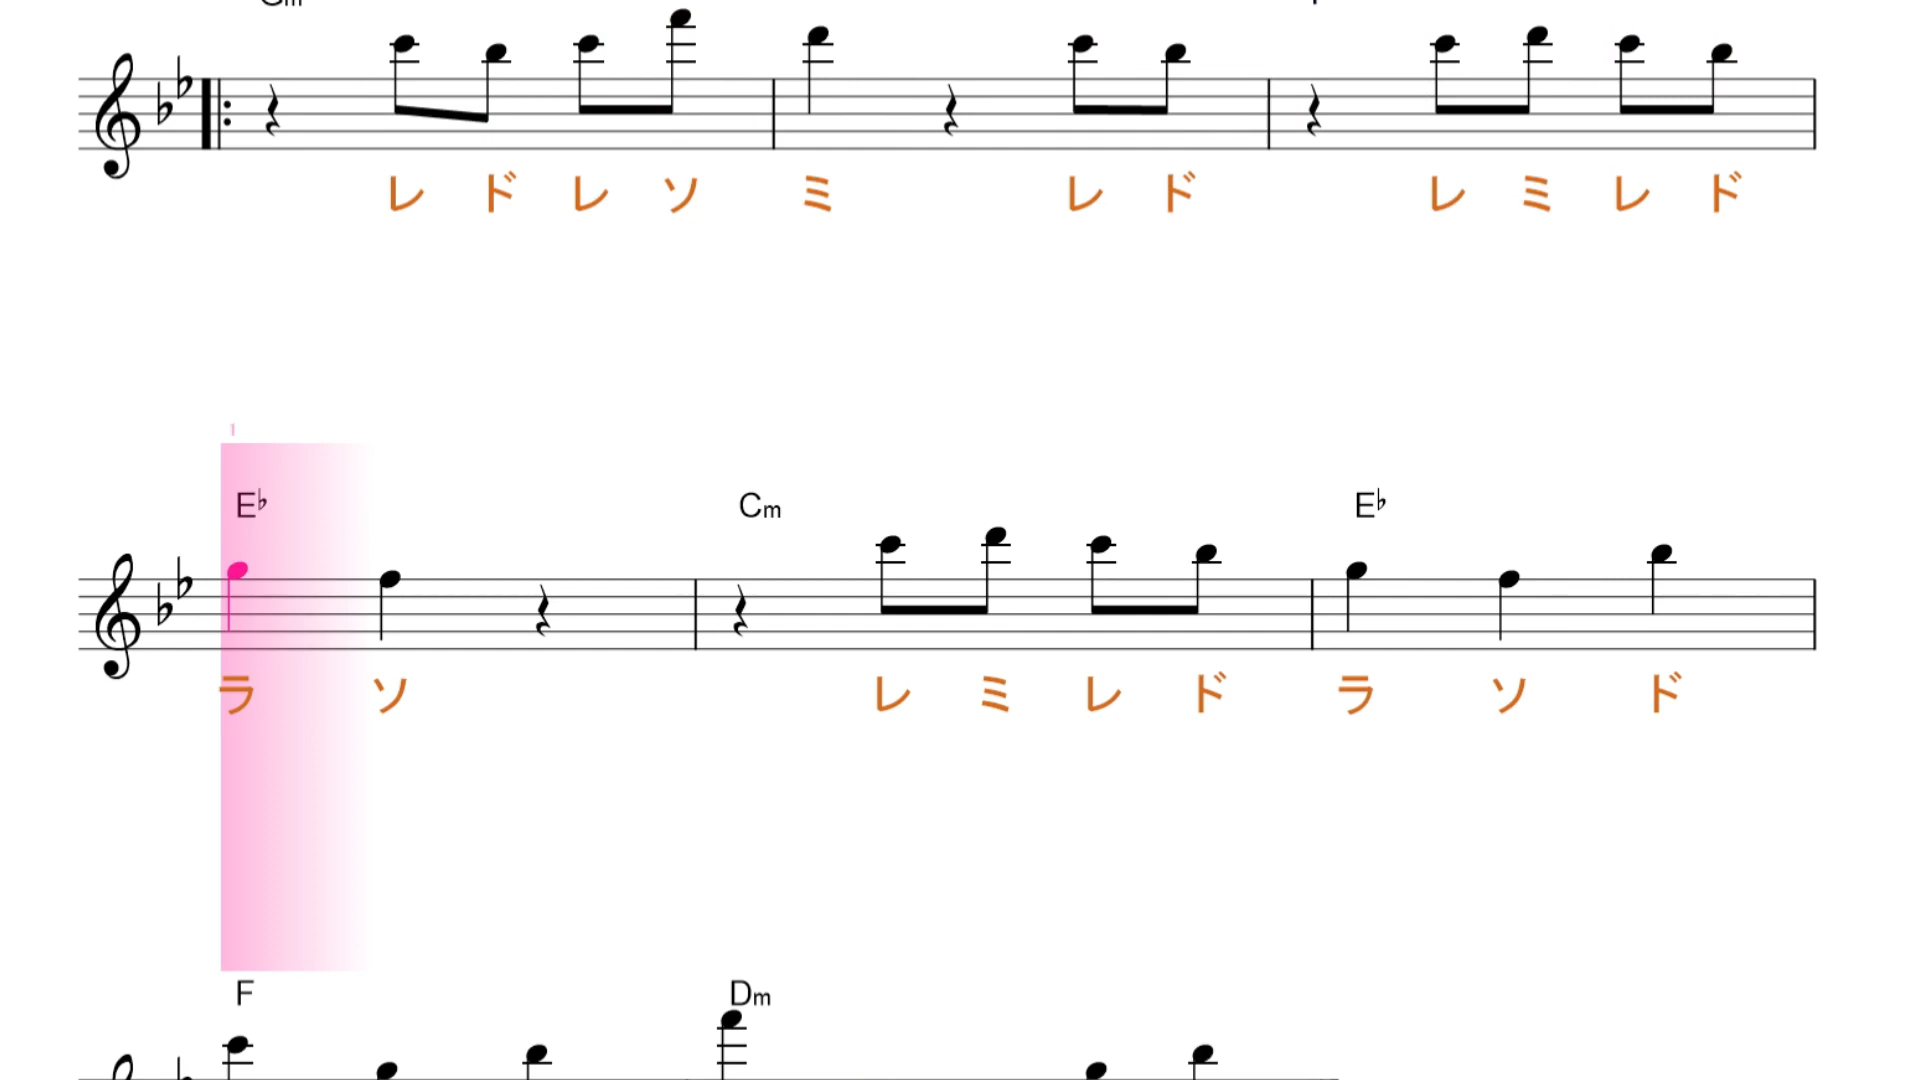 レ ド レ ソ ミ レ ド レ ミ レ ド
1
E♭ Cm E♭
ラ ソ レ ミ レ ド ラ ソ ド
F Dm